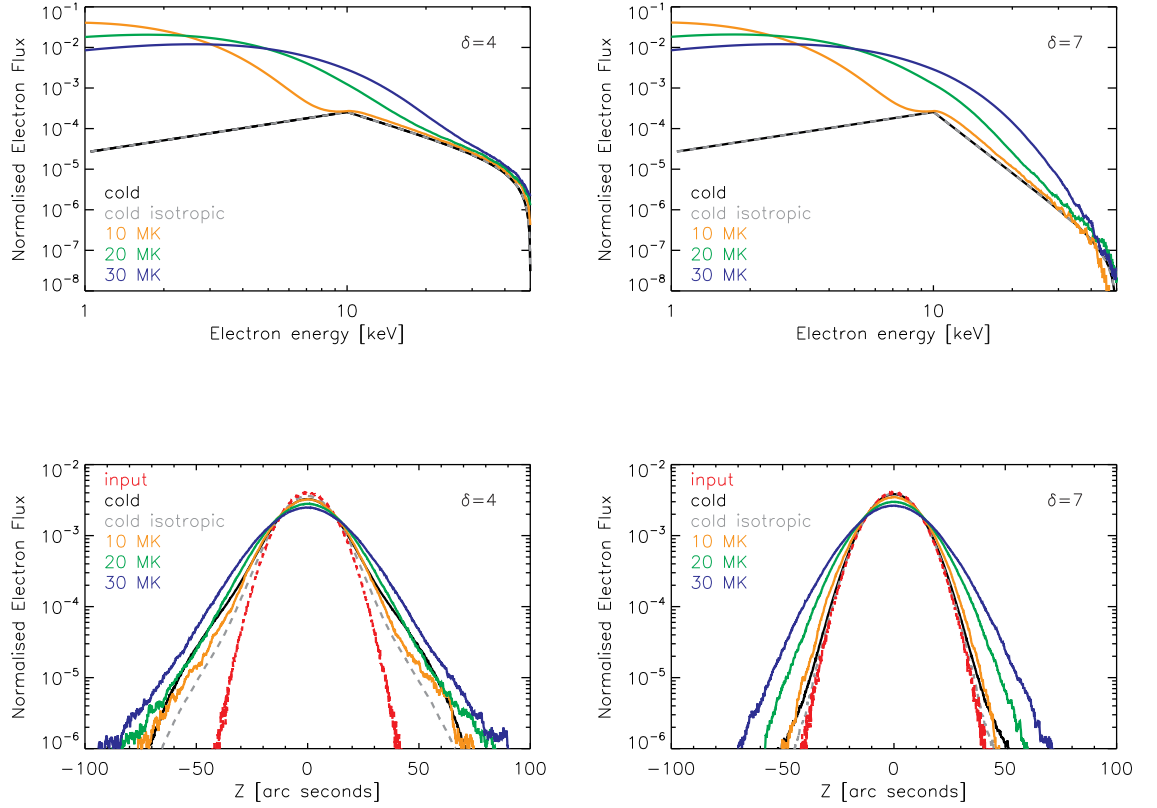 10⁻¹
10⁻²
10⁻³
10⁻⁴
10⁻⁵
10⁻⁶
10⁻⁷
10⁻⁸
Normalised Electron Flux
δ=4
cold
cold isotropic
10 MK
20 MK
30 MK
1
10
Electron energy [keV]
10⁻¹
10⁻²
10⁻³
10⁻⁴
10⁻⁵
10⁻⁶
10⁻⁷
10⁻⁸
Normalised Electron Flux
δ=7
cold
cold isotropic
10 MK
20 MK
30 MK
1
10
Electron energy [keV]
10⁻²
10⁻³
10⁻⁴
10⁻⁵
10⁻⁶
Normalised Electron Flux
input
cold
cold isotropic
10 MK
20 MK
30 MK
δ=4
−100
−50
0
50
100
Z [arc seconds]
10⁻²
10⁻³
10⁻⁴
10⁻⁵
10⁻⁶
Normalised Electron Flux
input
cold
cold isotropic
10 MK
20 MK
30 MK
δ=7
−100
−50
0
50
100
Z [arc seconds]